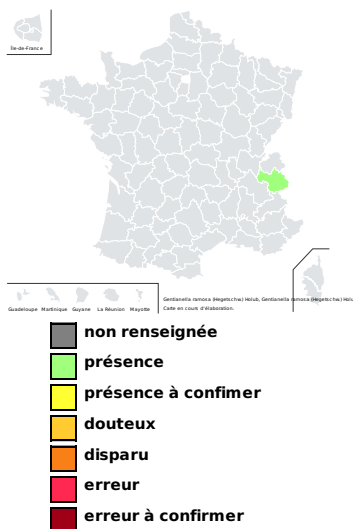 Île-de-France
Guadeloupe Martinique Guyane La Réunion Mayotte
Gentianella ramosa (Hegetschw.) Holub, Gentianella ramosa (Hegetschw.) Holu
Carte en cours d'élaboration.
non renseignée
présence
présence à confimer
douteux
disparu
erreur
erreur à confirmer